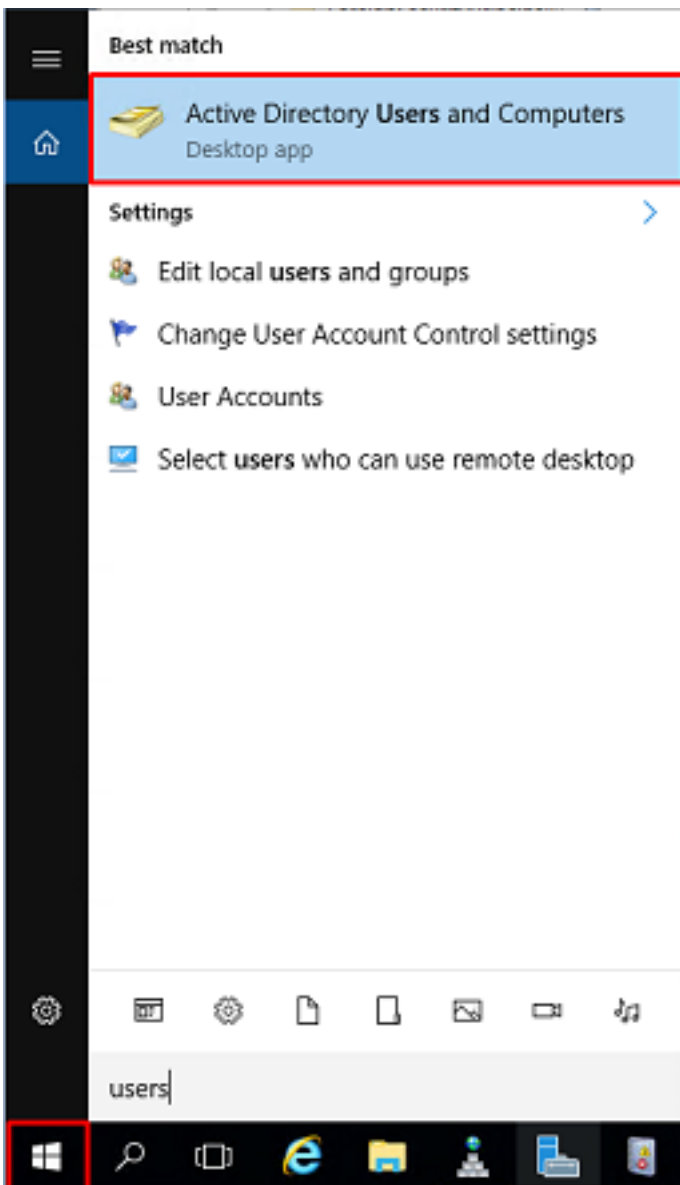 Best match
Active Directory Users and Computers
Desktop app
Settings
Edit local users and groups
Change User Account Control settings
User Accounts
Select users who can use remote desktop
users